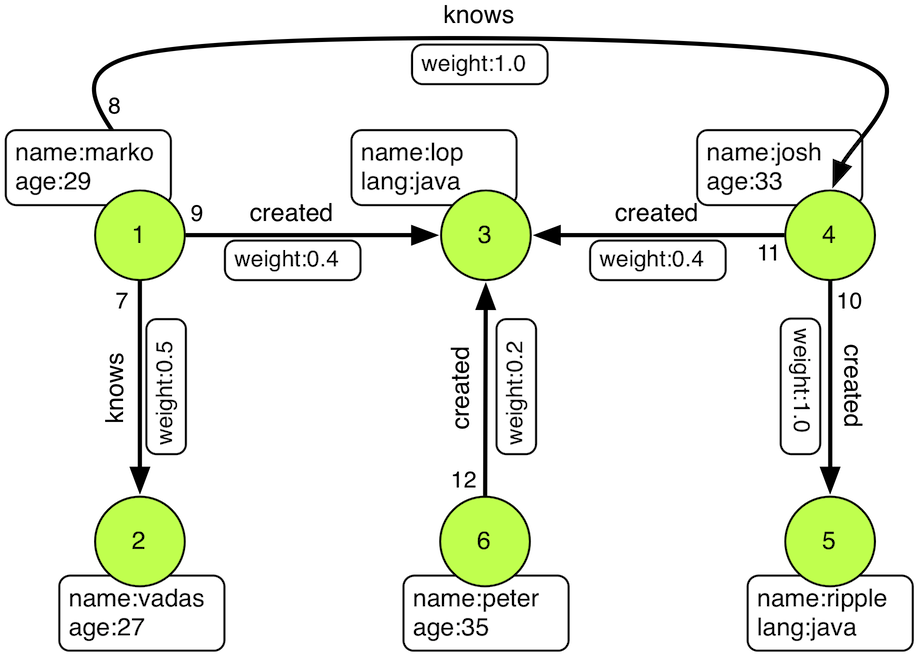 knows
weight:1.0
8
name:marko
age:29
name:lop
lang:java
name:josh
age:33
1
9
created
weight:0.4
3
created
weight:0.4
11
4
7
knows
weight:0.5
created
weight:0.2
12
10
weight:1.0
created
2
name:vadas
age:27
6
name:peter
age:35
5
name:ripple
lang:java